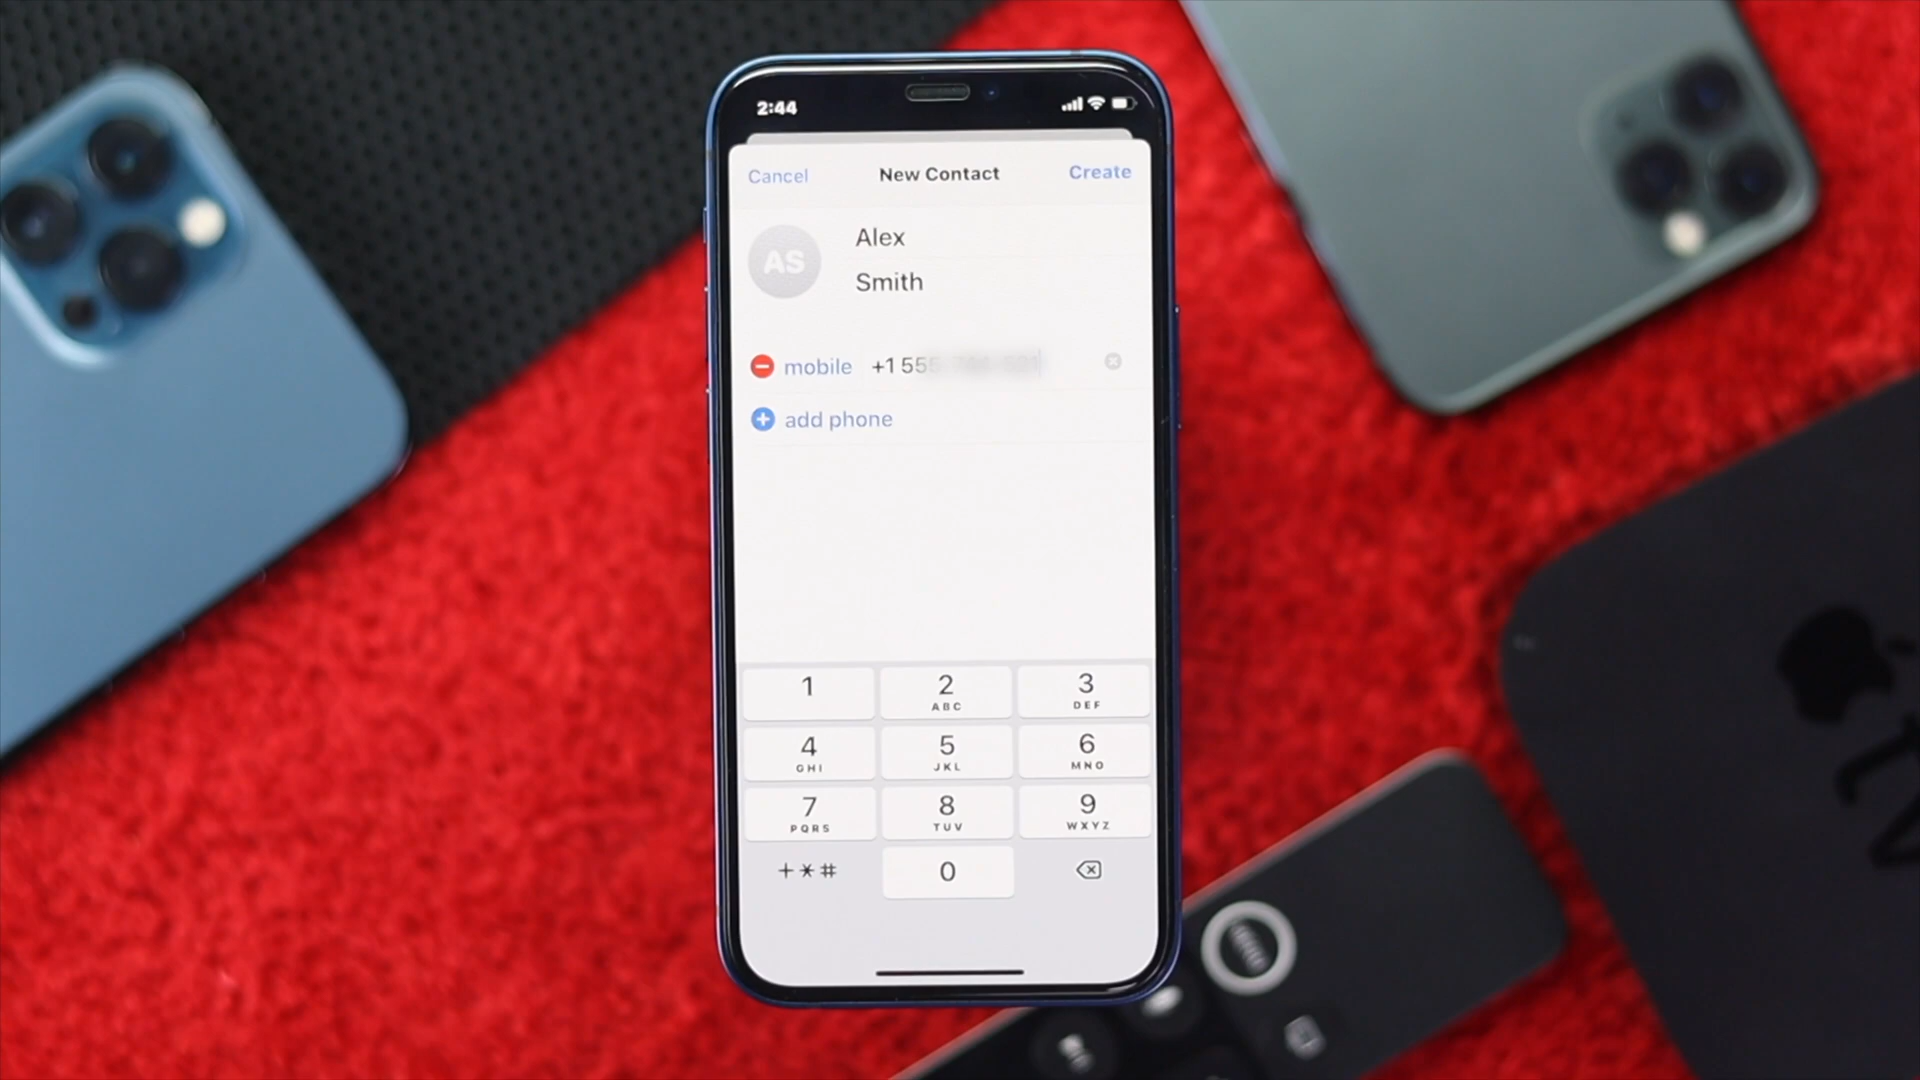 2:44
Cancel New Contact Create
AS
Alex
Smith
mobile +1 555
add phone
1 2 3
ABC DEF
4 5 6
GHI JKL MNO
7 8 9
PQRS TUV WXYZ
+*# 0